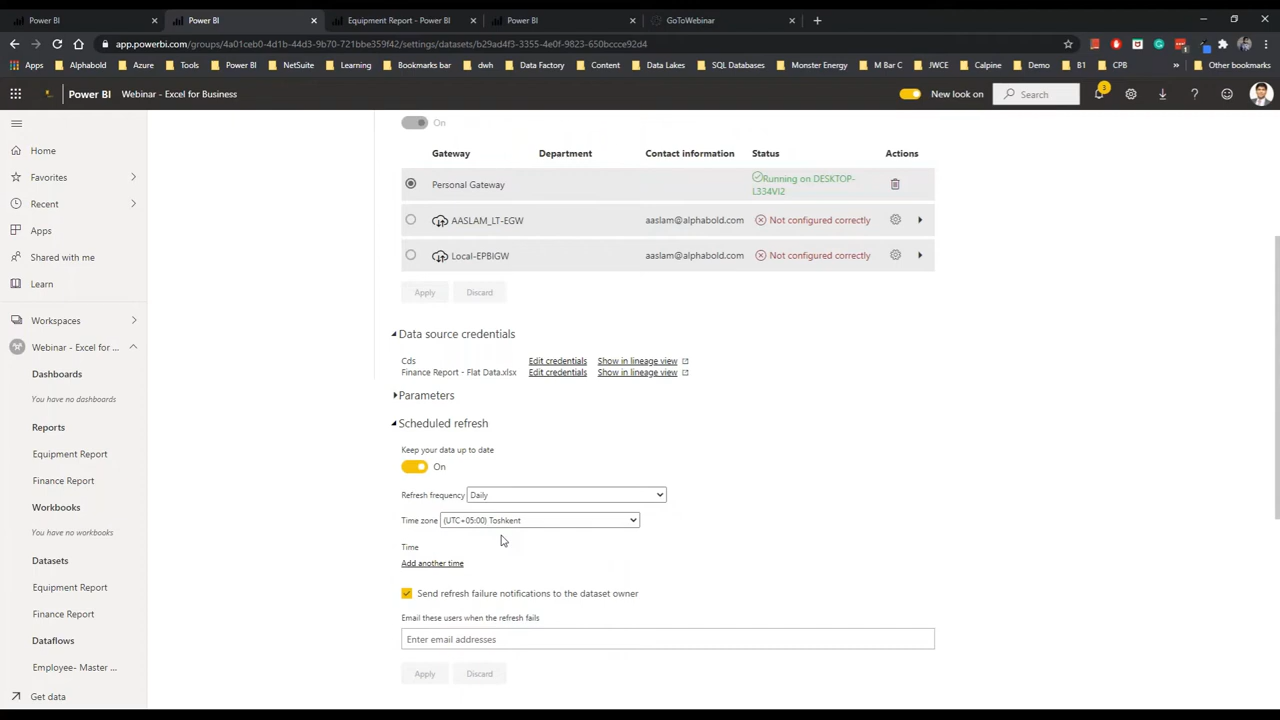 Power BI
Power BI
Equipment Report - Power BI
Power BI
GoToWebinar
app.powerbi.com/groups/4a01ceb0-4d1b-44d3-9b70-721bbe359f42/settings/datasets/b29ad4f3-3355-4e0f-9823-650bccce92d4
Apps Alphabold Azure Tools Power BI NetSuite Learning Bookmarks bar dwh Data Factory Content Data Lakes SQL Databases Monster Energy M Bar C JWCE Calpine Demo B1 CPB » Other bookmarks
Power BI Webinar - Excel for Business New look on Search 3
On
Home
Favorites
Recent
Apps
Shared with me
Learn
Workspaces
Webinar - Excel for ...
Dashboards
You have no dashboards
Reports
Equipment Report
Finance Report
Workbooks
You have no workbooks
Datasets
Equipment Report
Finance Report
Dataflows
Employee- Master ...
Get data
Gateway Department Contact information Status Actions
Personal Gateway Running on DESKTOP-
L334VI2
AASLAM_LT-EGW aaslam@alphabold.com Not configured correctly
Local-EPBIGW aaslam@alphabold.com Not configured correctly
Apply Discard
Data source credentials
Cds Edit credentials Show in lineage view
Finance Report - Flat Data.xlsx Edit credentials Show in lineage view
Parameters
Scheduled refresh
Keep your data up to date
On
Refresh frequency Daily
Time zone (UTC+05:00) Toshkent
Time
Add another time
Send refresh failure notifications to the dataset owner
Email these users when the refresh fails
Enter email addresses
Apply Discard